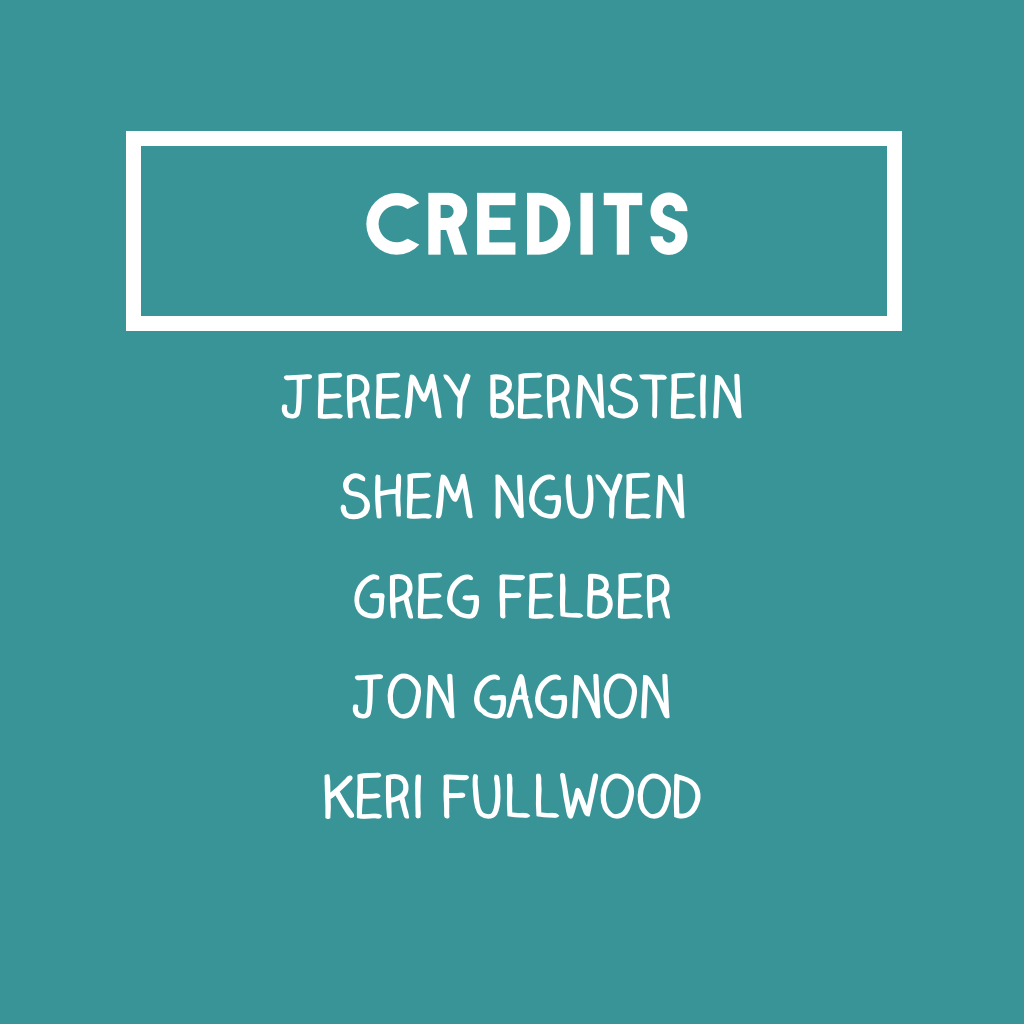 CREDITS
JEREMY BERNSTEIN
SHEM NGUYEN
GREG FELBER
JON GAGNON
KERI FULLWOOD